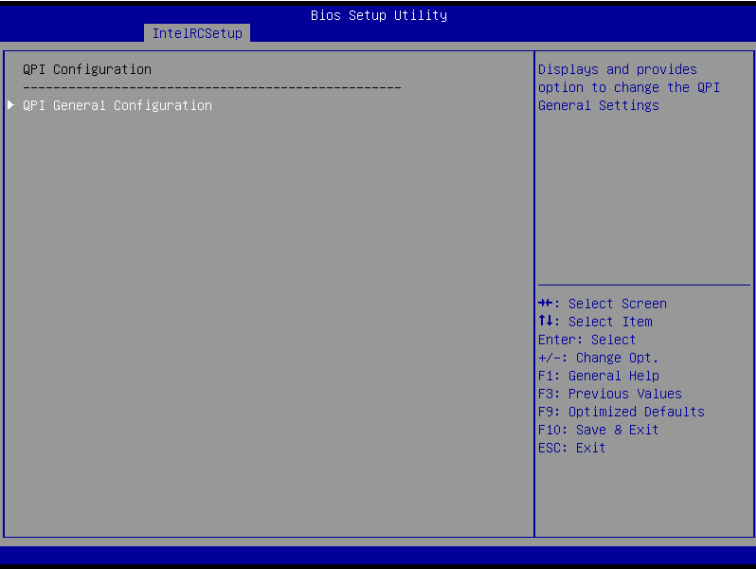 Bios Setup Utility
IntelRCSetup
QPI Configuration
--------------------------------------------------
QPI General Configuration
Displays and provides
option to change the QPI
General Settings
→←: Select Screen
↑↓: Select Item
Enter: Select
+/-: Change Opt.
F1: General Help
F3: Previous Values
F9: Optimized Defaults
F10: Save & Exit
ESC: Exit